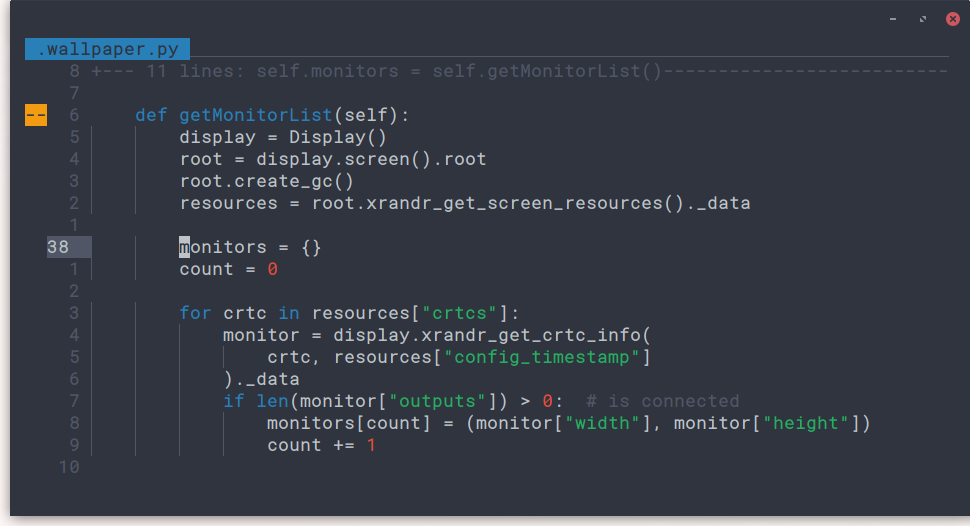 .wallpaper.py
8 +--- 11 lines: self.monitors = self.getMonitorList()--------------------------
7
-- 6     def getMonitorList(self):
5         display = Display()
4         root = display.screen().root
3         root.create_gc()
2         resources = root.xrandr_get_screen_resources()._data
1
38         monitors = {}
1         count = 0
2
3         for crtc in resources["crtcs"]:
4             monitor = display.xrandr_get_crtc_info(
5                 crtc, resources["config_timestamp"]
6             )._data
7             if len(monitor["outputs"]) > 0:  # is connected
8                 monitors[count] = (monitor["width"], monitor["height"])
9                 count += 1
10